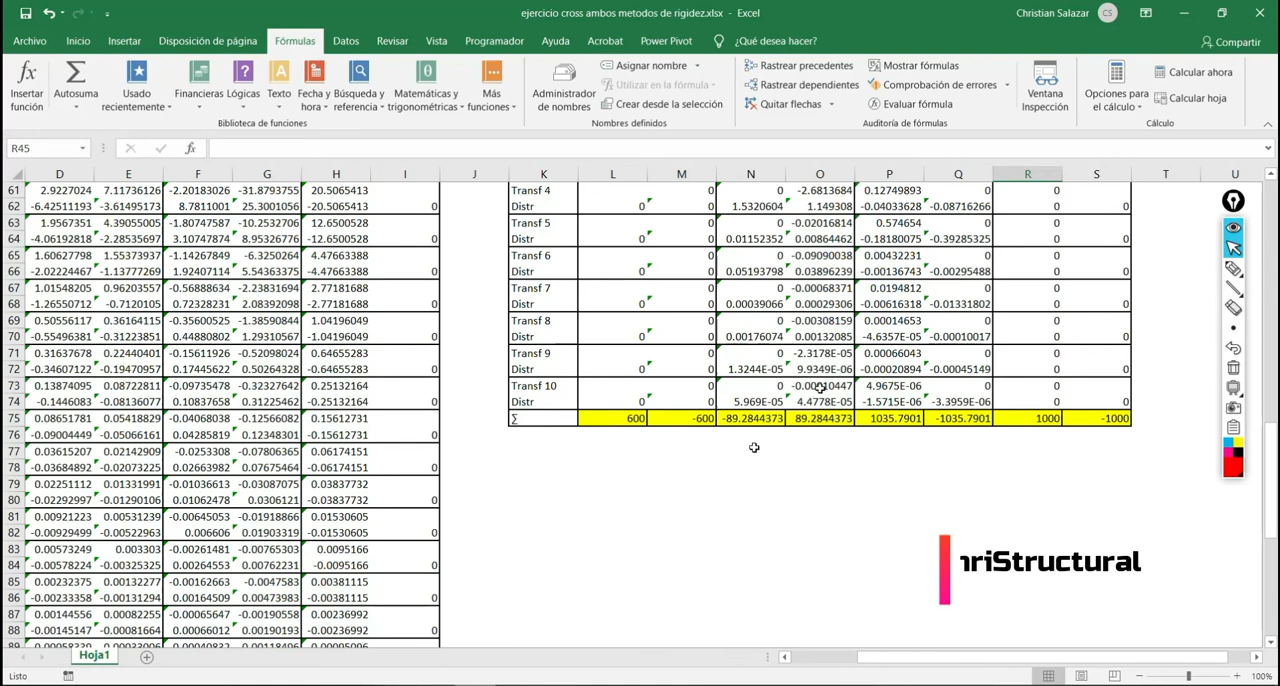 ejercicio cross ambos metodos de rigidez.xlsx - Excel
Christian Salazar
CS
Archivo Inicio Insertar Disposición de página Fórmulas Datos Revisar Vista Programador Ayuda Acrobat Power Pivot ¿Qué desea hacer? Compartir
Insertar función
Autosuma
Usado recientemente
Financieras
Lógicas
Texto
Fecha y hora
Búsqueda y referencia
Matemáticas y trigonométricas
Más funciones
Biblioteca de funciones
Administrador de nombres
Asignar nombre
Utilizar en la fórmula
Crear desde la selección
Nombres definidos
Rastrear precedentes
Rastrear dependientes
Quitar flechas
Mostrar fórmulas
Comprobación de errores
Evaluar fórmula
Auditoría de fórmulas
Ventana Inspección
Opciones para el cálculo
Calcular ahora
Calcular hoja
Cálculo
R45
fx
D E F G H I J K L M N O P Q R S T U
61 2.9227024 7.11736126 -2.20183026 -31.8793755 20.5065413 Transf 4 0 0 0 -2.6813684 0.12749893 0 0 0
62 -6.42511193 -3.61495173 8.7811001 25.3001056 -20.5065413 0 Distr 0 0 1.5320604 1.149308 -0.04033628 -0.08716266 0 0
63 1.9567351 4.39055005 -1.80747587 -10.2532706 12.6500528 Transf 5 0 0 0 -0.02016814 0.574654 0 0 0
64 -4.06192818 -2.28535697 3.10747874 8.95326776 -12.6500528 0 Distr 0 0 0.01152352 0.00864462 -0.18180075 -0.39285325 0 0
65 1.60627798 1.55373937 -1.14267849 -6.3250264 4.47663388 Transf 6 0 0 0 -0.09090038 0.00432231 0 0 0
66 -2.02224467 -1.13777269 1.92407114 5.54363375 -4.47663388 0 Distr 0 0 0.05193798 0.03896239 -0.00136743 -0.00295488 0 0
67 1.01548205 0.96203557 -0.56888634 -2.23831694 2.77181688 Transf 7 0 0 0 -0.00068371 0.0194812 0 0 0
68 -1.26550712 -0.7120105 0.72328231 2.08392098 -2.77181688 0 Distr 0 0 0.00039066 0.00029306 -0.00616318 -0.01331802 0 0
69 0.50556117 0.36164115 -0.35600525 -1.38590844 1.04196049 Transf 8 0 0 0 -0.00308159 0.00014653 0 0 0
70 -0.55496381 -0.31223851 0.44880802 1.29310567 -1.04196049 0 Distr 0 0 0.00176074 0.00132085 -4.6357E-05 -0.00010017 0 0
71 0.31637678 0.22440401 -0.15611926 -0.52098024 0.64655283 Transf 9 0 0 0 -2.3178E-05 0.00066043 0 0 0
72 -0.34607122 -0.19470957 0.17445622 0.50264328 -0.64655283 0 Distr 0 0 1.3244E-05 9.9349E-06 -0.00020894 -0.00045149 0 0
73 0.13874095 0.08722811 -0.09735478 -0.32327642 0.25132164 Transf 10 0 0 0 4.9675E-06 0 0 0
74 -0.1446083 -0.08136077 0.10837638 0.31225482 -0.25132164 0 Distr 0 0 5.969E-05 4.4778E-05 -1.5715E-06 -3.3959E-06 0 0
75 0.08651781 0.05418829 -0.04068038 -0.12566082 0.15612731 ∑ 600 -600 -89.2844373 89.2844373 1035.7901 -1035.7901 1000 -1000
76 -0.09004449 -0.05066161 0.04285819 0.12348301 -0.15612731 0
77 0.03615207 0.02142909 -0.0253308 -0.07806365 0.06174151
78 -0.03684892 -0.02073225 0.02663982 0.07675464 -0.06174151 0
79 0.02251112 0.01331991 -0.01036613 -0.03087075 0.03837732
80 -0.02292997 -0.01290106 0.01062478 0.0306121 -0.03837732 0
81 0.00921223 0.00531239 -0.00645053 -0.01918866 0.01530605
82 -0.00929499 -0.00522963 0.006606 0.01903319 -0.01530605 0
83 0.00573249 0.003303 -0.00261481 -0.00765303 0.0095166
84 -0.00578224 -0.00325325 0.00264553 0.00762231 -0.0095166 0
85 0.00232375 0.00132277 -0.00162663 -0.0047583 0.00381115
86 -0.00233358 -0.00131294 0.00164509 0.00473983 -0.00381115 0
87 0.00144556 0.00082255 -0.00065647 -0.00190558 0.00236992
88 -0.00145147 -0.00081664 0.00066012 0.00190193 -0.00236992 0
riStructural
Hoja1
Listo
100%